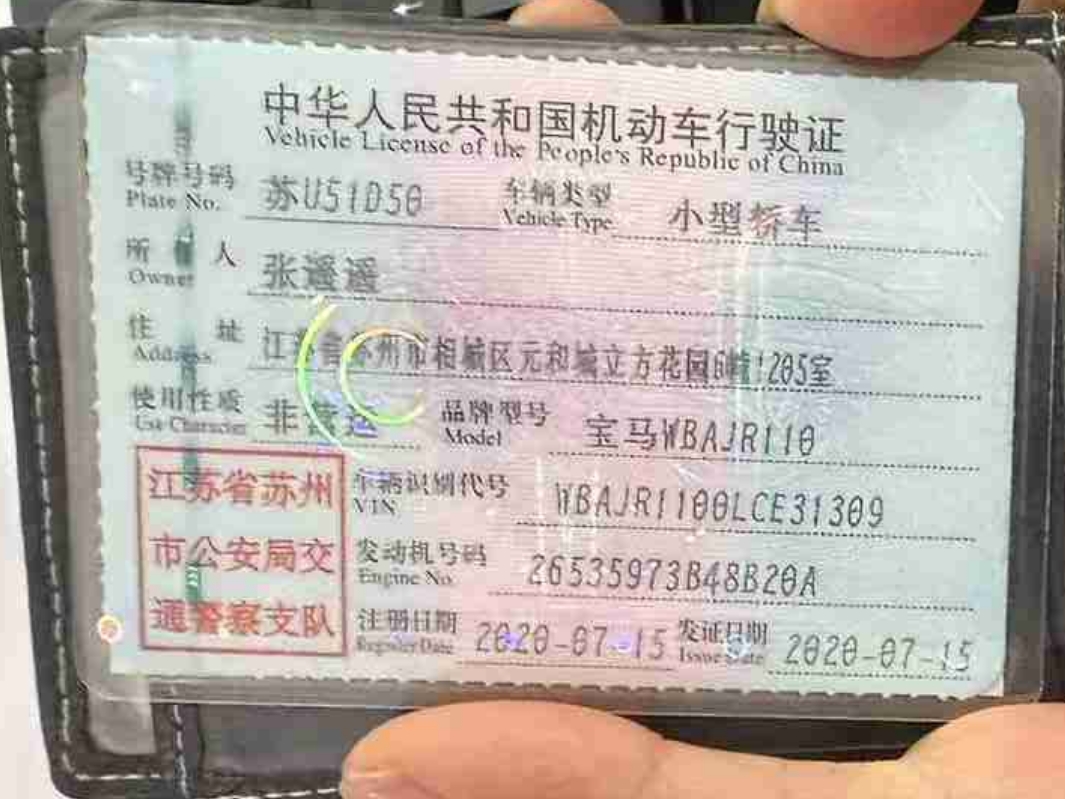 中华人民共和国机动车行驶证
Vehicle License of the People's Republic of China
号牌号码 苏U51D50 车辆类型 小型轿车
Plate No. Vehicle Type
所有人 张遥遥
Owner
住址 江苏省苏州市相城区元和城立方花园6幢1205室
Address
使用性质 非营运 品牌型号 宝马WBAJR110
Use Character Model
江苏省苏州
市公安局交
通警察支队
车辆识别代号 WBAJR1100LCE31309
VIN
发动机号码 26535973B48B20A
Engine No.
注册日期 2020-07-15 发证日期 2020-07-15
Register Date Issue Date